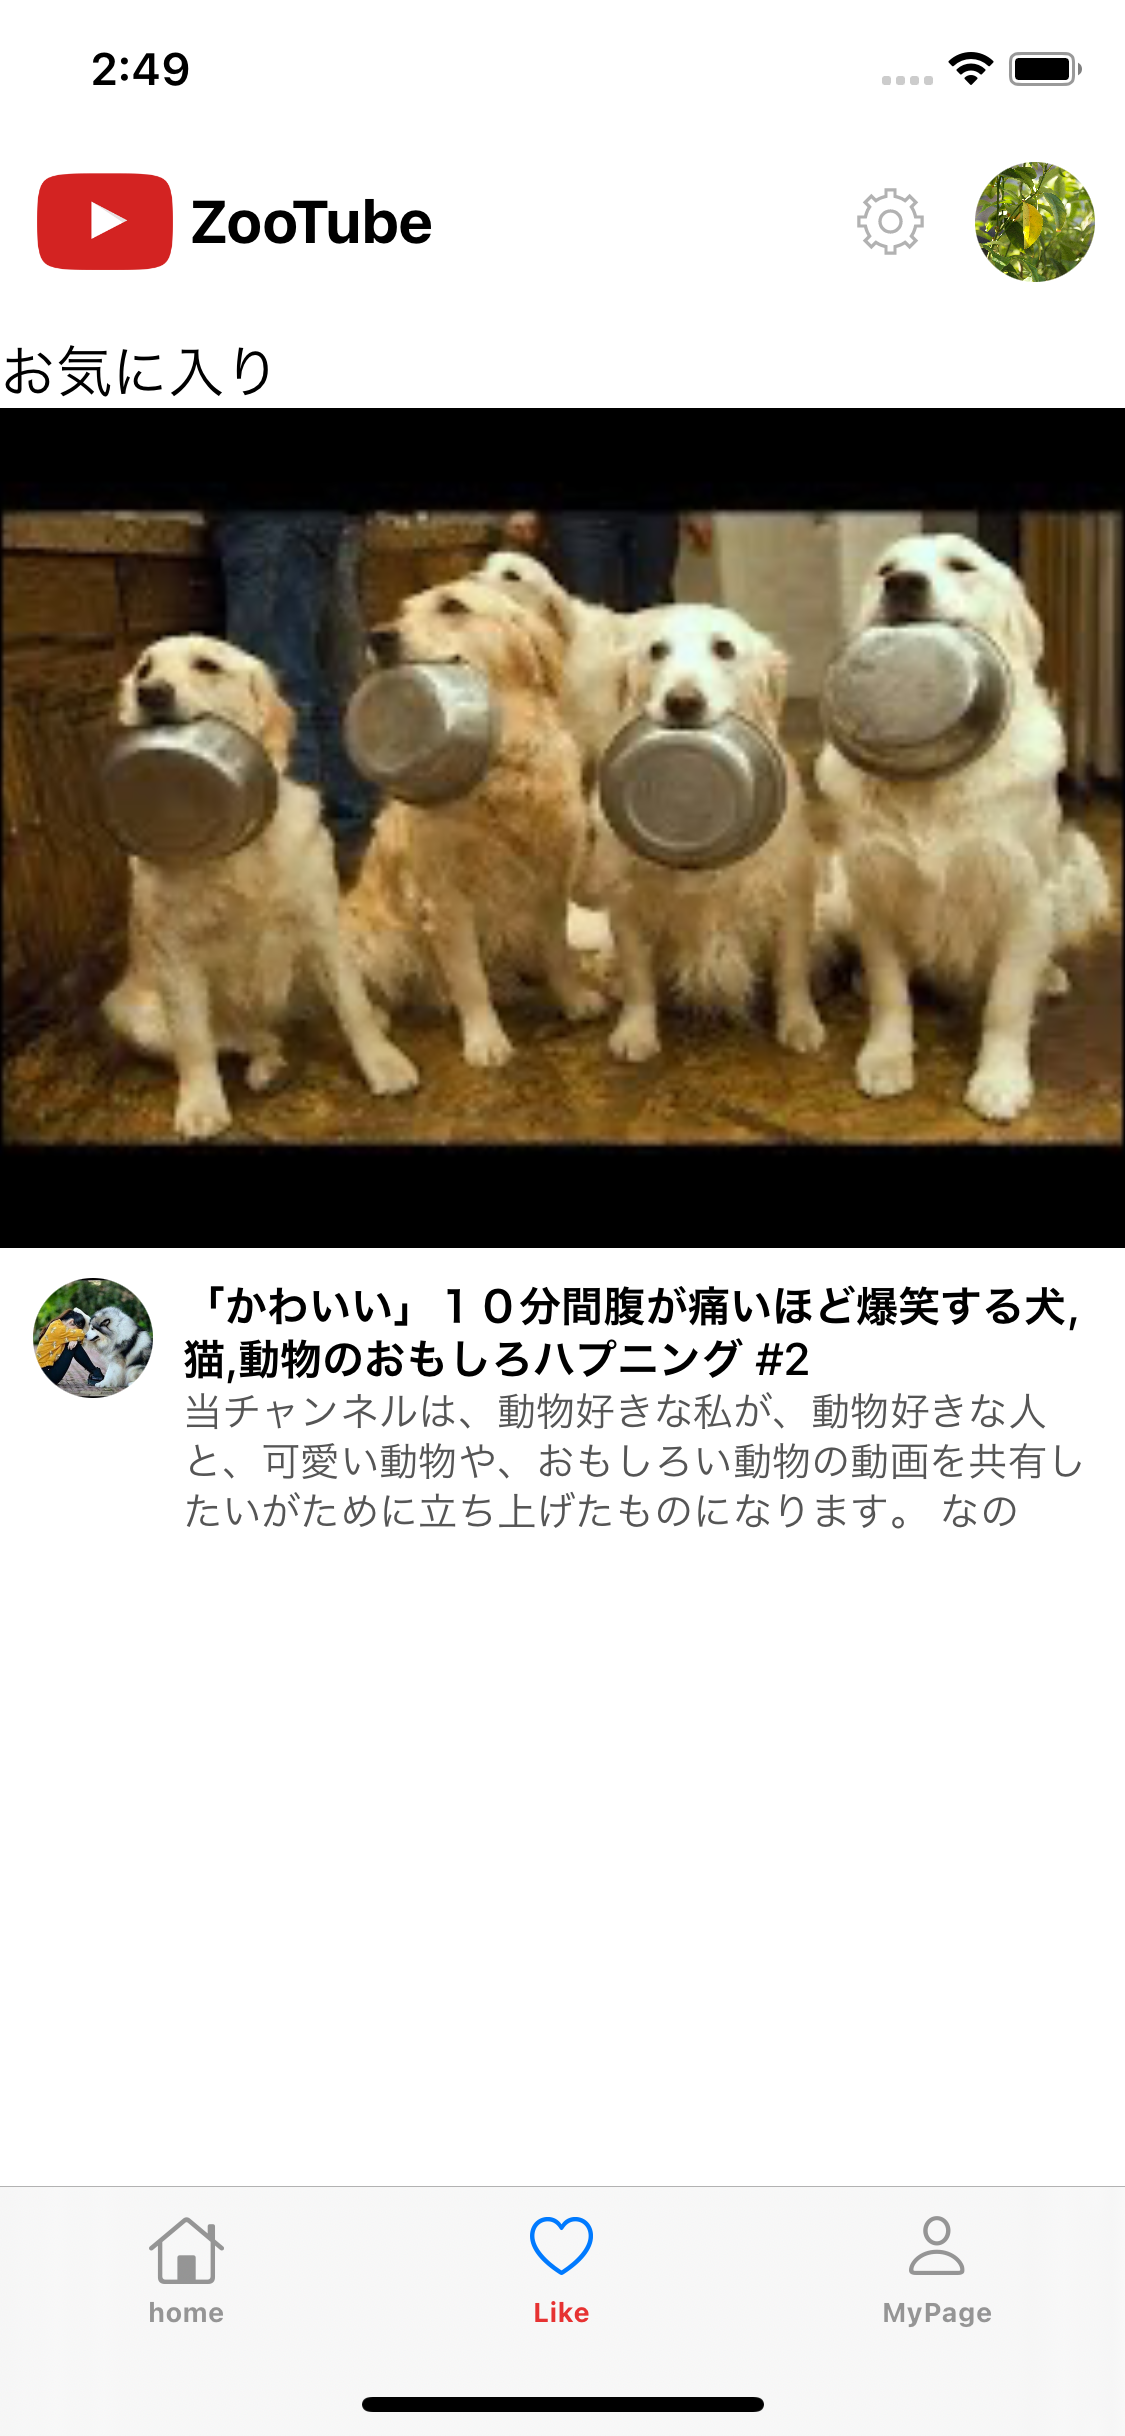 2:49
ZooTube
お気に入り
「かわいい」１０分間腹が痛いほど爆笑する犬,
猫,動物のおもしろハプニング #2
当チャンネルは、動物好きな私が、動物好きな人
と、可愛い動物や、おもしろい動物の動画を共有し
たいがために立ち上げたものになります。 なの
home
Like
MyPage